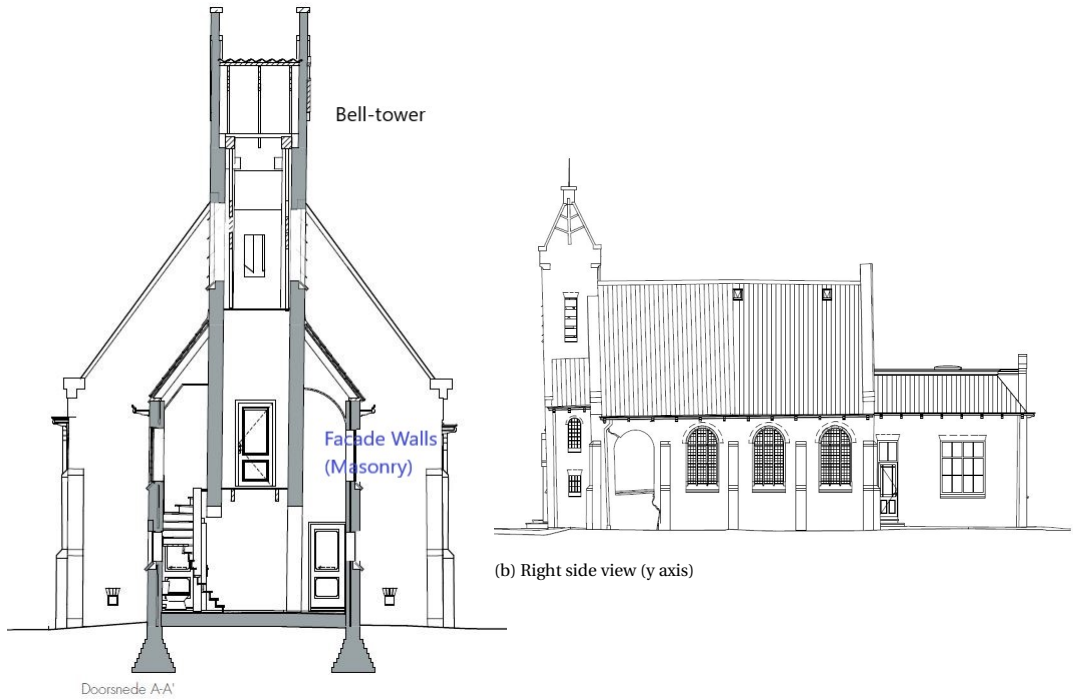 Bell-tower
Facade Walls
(Masonry)
(b) Right side view (y axis)
Doorsnede A-A'